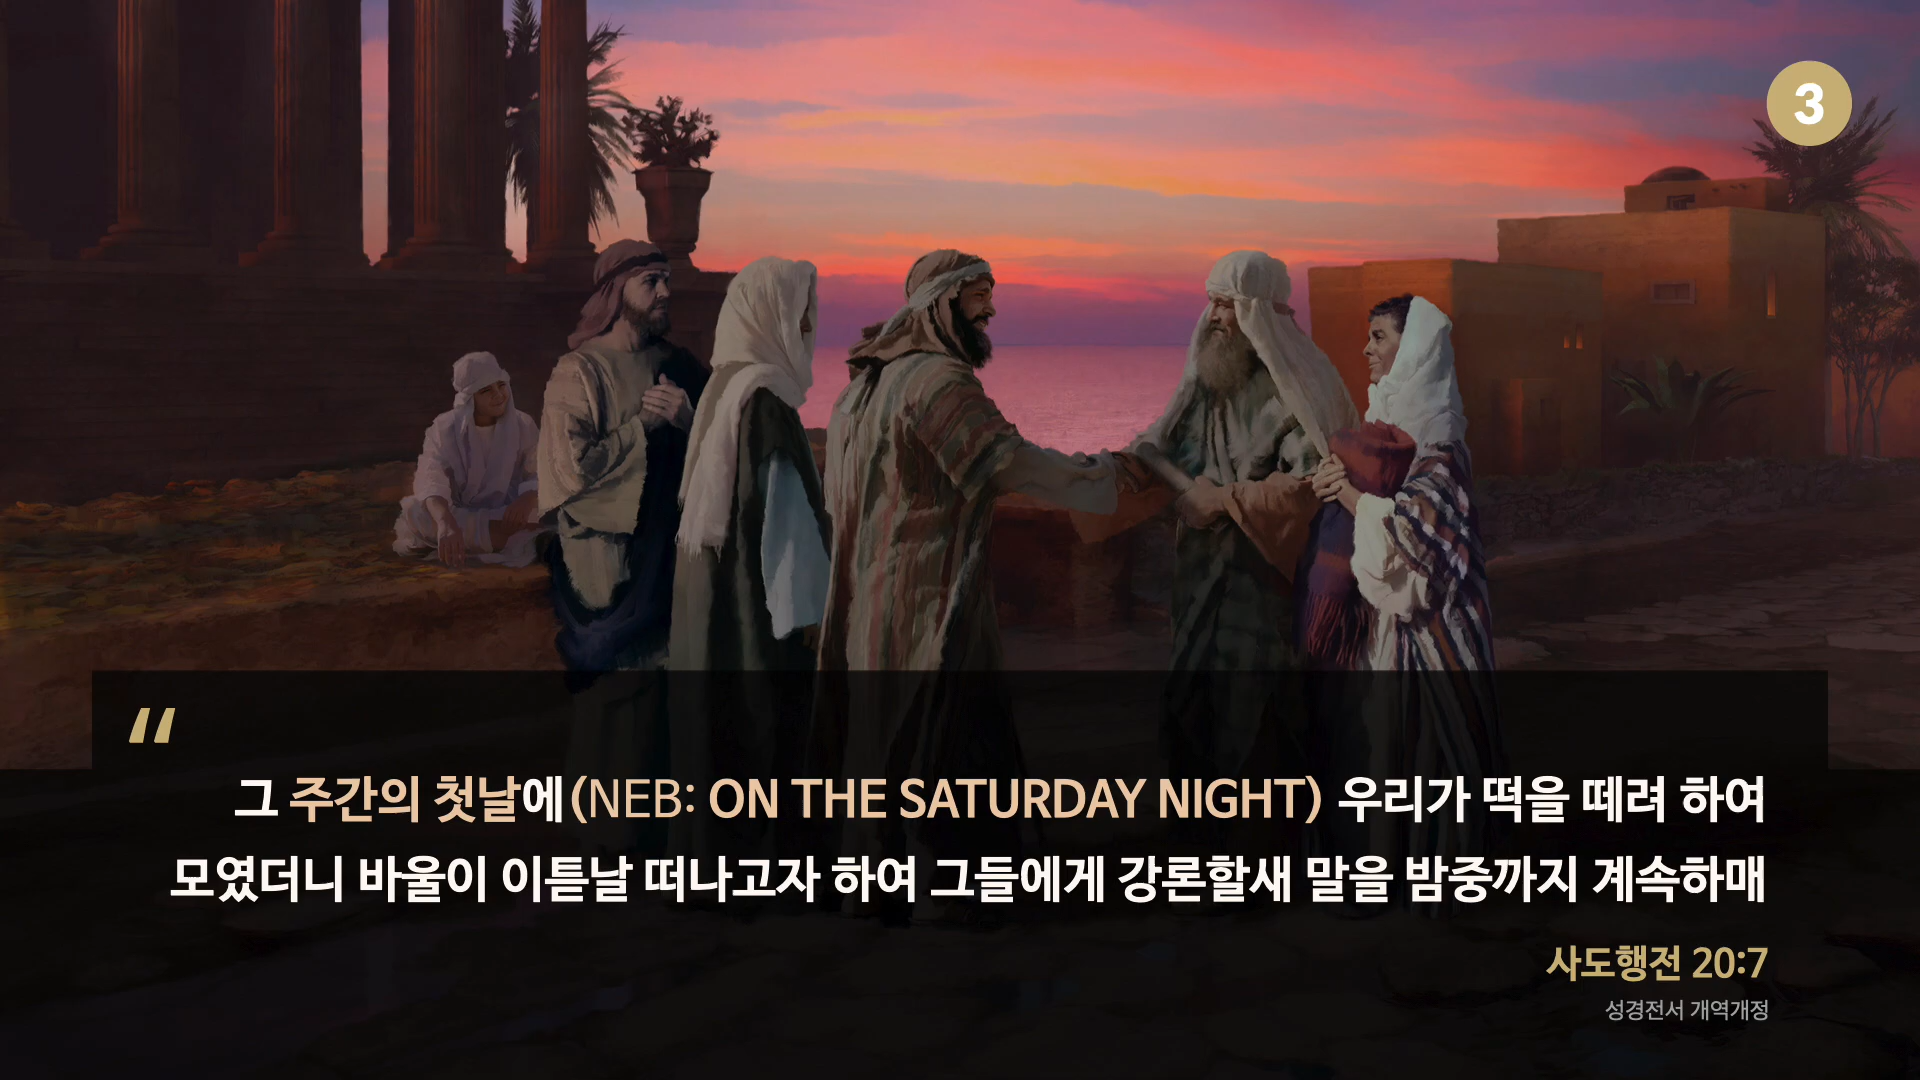 3
“
그 주간의 첫날에(NEB: ON THE SATURDAY NIGHT) 우리가 떡을 떼려 하여
모였더니 바울이 이튿날 떠나고자 하여 그들에게 강론할새 말을 밤중까지 계속하매
사도행전 20:7
성경전서 개역개정